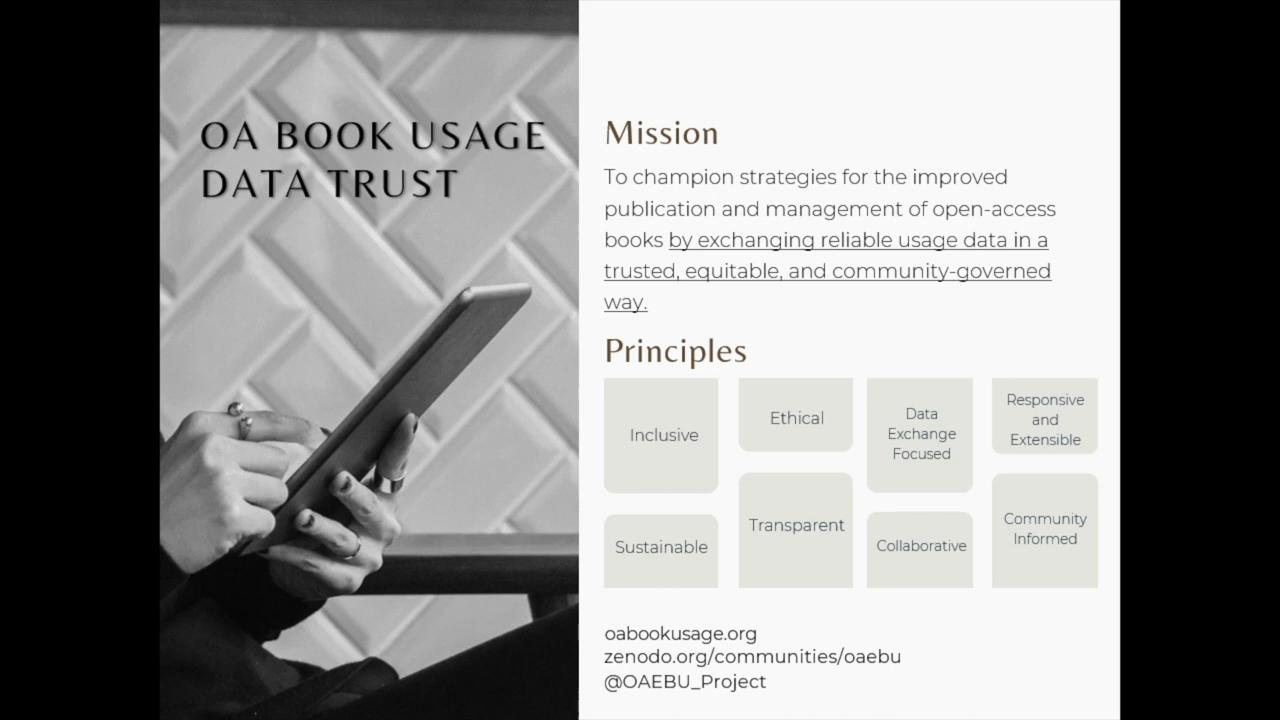 OA BOOK USAGE
DATA TRUST
Mission
To champion strategies for the improved
publication and management of open-access
books by exchanging reliable usage data in a
trusted, equitable, and community-governed
way.
Principles
Inclusive
Sustainable
Ethical
Transparent
Data
Exchange
Focused
Collaborative
Responsive
and
Extensible
Community
Informed
oabookusage.org
zenodo.org/communities/oaebu
@OAEBU_Project